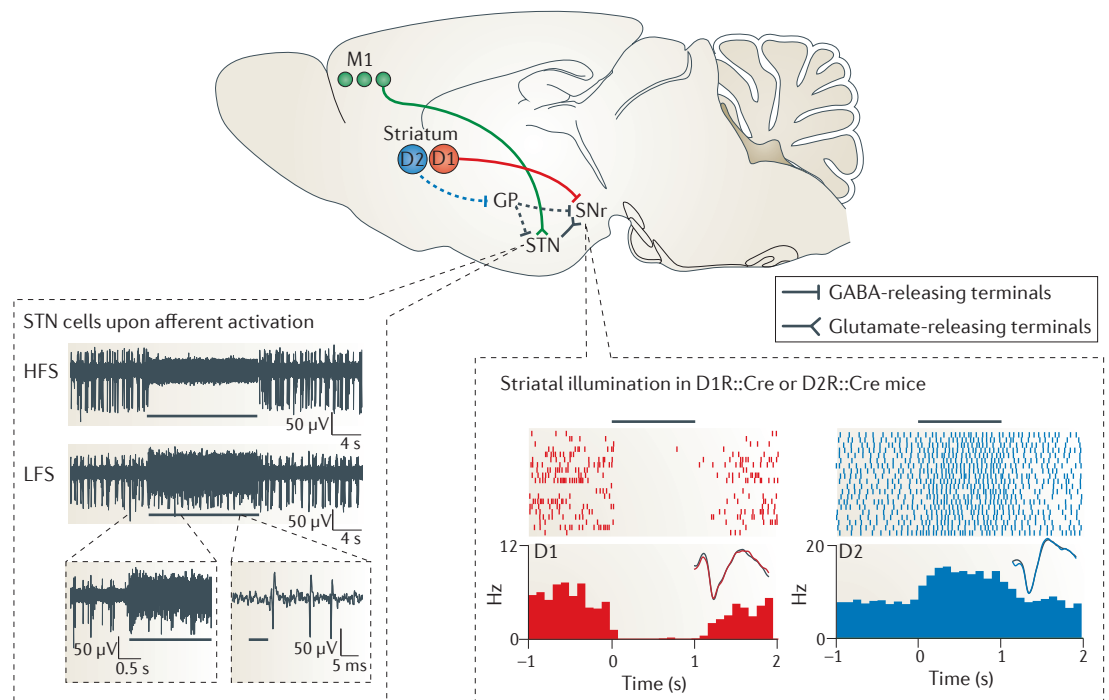 M1
Striatum
D2 D1
GP
SNr
STN
GABA-releasing terminals
Glutamate-releasing terminals
STN cells upon afferent activation
HFS
50 µV
4 s
LFS
50 µV
4 s
50 µV
0.5 s
50 µV
5 ms
Striatal illumination in D1R::Cre or D2R::Cre mice
12
D1
Hz
0
–1 0 1 2
Time (s)
20
D2
Hz
0
–1 0 1 2
Time (s)